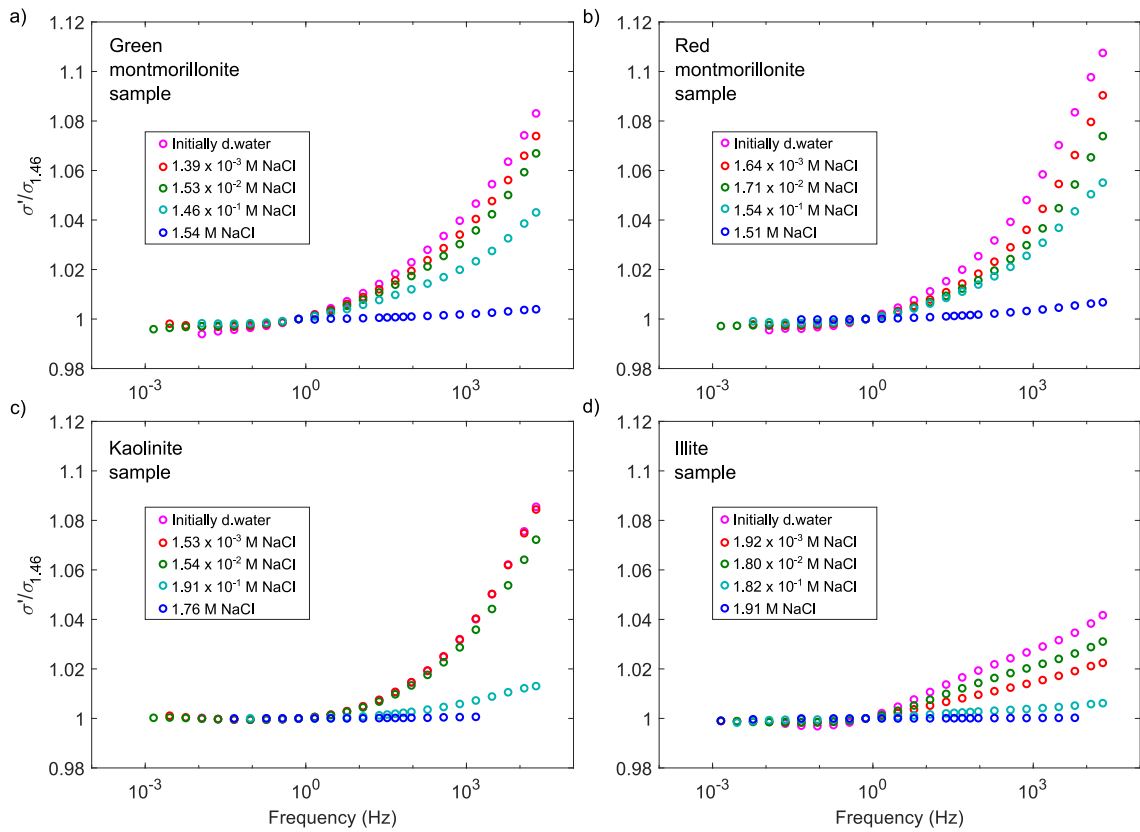 a)
Green
montmorillonite
sample
Initially d.water
1.39 x 10⁻³ M NaCl
1.53 x 10⁻² M NaCl
1.46 x 10⁻¹ M NaCl
1.54 M NaCl
σ'/σ₁.₄₆
1.12
1.1
1.08
1.06
1.04
1.02
1
0.98
10⁻³
10⁰
10³
b)
Red
montmorillonite
sample
Initially d.water
1.64 x 10⁻³ M NaCl
1.71 x 10⁻² M NaCl
1.54 x 10⁻¹ M NaCl
1.51 M NaCl
1.12
1.1
1.08
1.06
1.04
1.02
1
0.98
10⁻³
10⁰
10³
c)
Kaolinite
sample
Initially d.water
1.53 x 10⁻³ M NaCl
1.54 x 10⁻² M NaCl
1.91 x 10⁻¹ M NaCl
1.76 M NaCl
σ'/σ₁.₄₆
1.12
1.1
1.08
1.06
1.04
1.02
1
0.98
10⁻³
10⁰
10³
Frequency (Hz)
d)
Illite
sample
Initially d.water
1.92 x 10⁻³ M NaCl
1.80 x 10⁻² M NaCl
1.82 x 10⁻¹ M NaCl
1.91 M NaCl
1.12
1.1
1.08
1.06
1.04
1.02
1
0.98
10⁻³
10⁰
10³
Frequency (Hz)